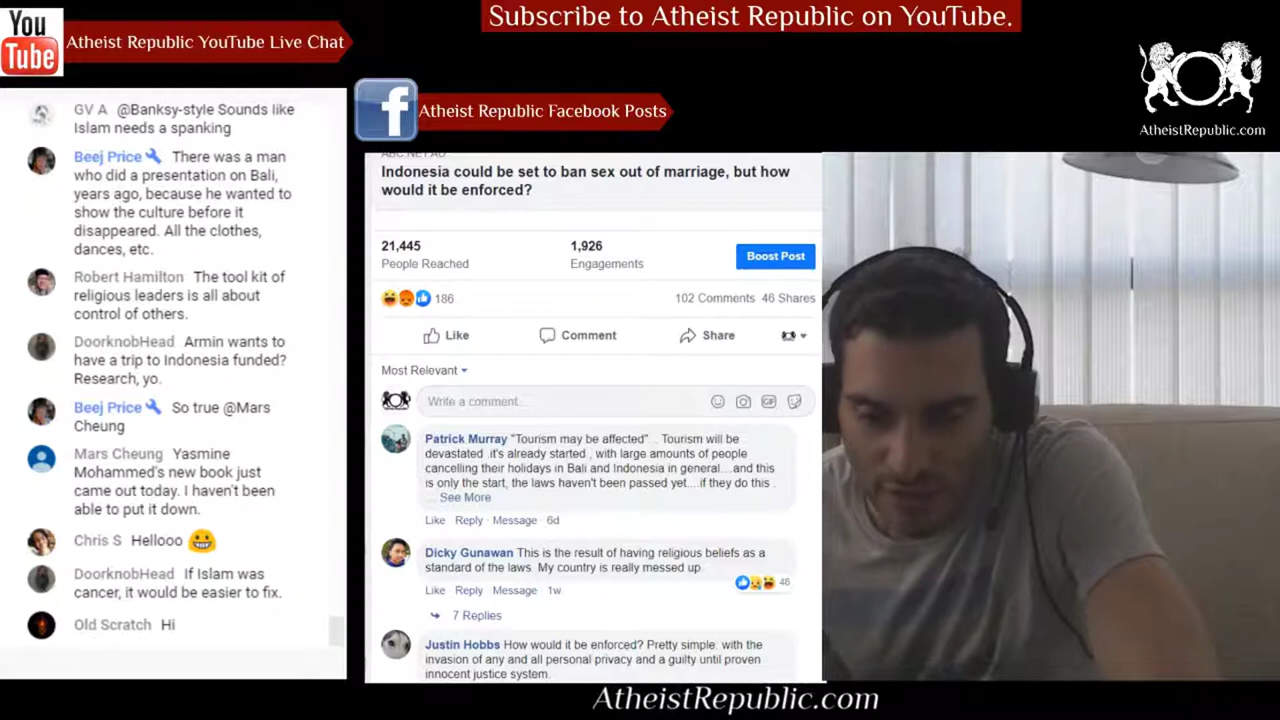 Subscribe to Atheist Republic on YouTube.
You
Tube
Atheist Republic YouTube Live Chat
AtheistRepublic.com
Atheist Republic Facebook Posts
GV A @Banksy-style Sounds like
Islam needs a spanking
Beej Price There was a man
who did a presentation on Bali,
years ago, because he wanted to
show the culture before it
disappeared. All the clothes,
dances, etc.
Robert Hamilton The tool kit of
religious leaders is all about
control of others.
DoorknobHead Armin wants to
have a trip to Indonesia funded?
Research, yo.
Beej Price So true @Mars
Cheung
Mars Cheung Yasmine
Mohammed's new book just
came out today. I haven't been
able to put it down.
Chris S Hellooo
DoorknobHead If Islam was
cancer, it would be easier to fix.
Old Scratch Hi
ABC.NET.AU
Indonesia could be set to ban sex out of marriage, but how
would it be enforced?
21,445 1,926
People Reached Engagements
Boost Post
186 102 Comments 46 Shares
Like Comment Share
Most Relevant
Write a comment...
GIF
Patrick Murray "Tourism may be affected" .. Tourism will be
devastated .it's already started , with large amounts of people
cancelling their holidays in Bali and Indonesia in general....and this
is only the start, the laws haven't been passed yet....if they do this .
... See More
Like · Reply · Message · 6d
Dicky Gunawan This is the result of having religious beliefs as a
standard of the laws. My country is really messed up.
48
Like · Reply · Message · 1w
7 Replies
Justin Hobbs How would it be enforced? Pretty simple: with the
invasion of any and all personal privacy and a guilty until proven
innocent justice system.
AtheistRepublic.com